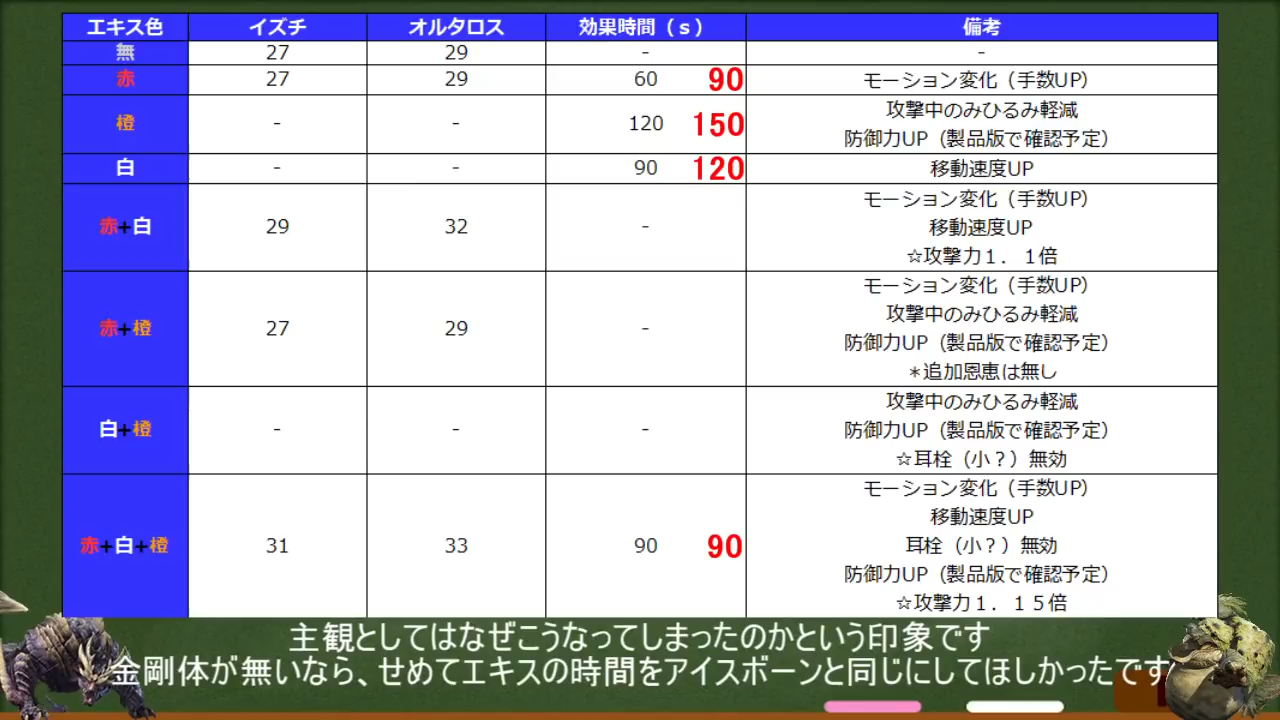 エキス色 イズチ オルタロス 効果時間（ｓ） 備考
無 27 29 - -
赤 27 29 60 90 モーション変化（手数UP）
橙 - - 120 150 攻撃中のみひるみ軽減
防御力UP（製品版で確認予定）
白 - - 90 120 移動速度UP
赤+白 29 32 - モーション変化（手数UP）
移動速度UP
☆攻撃力１．１倍
赤+橙 27 29 - モーション変化（手数UP）
攻撃中のみひるみ軽減
防御力UP（製品版で確認予定）
＊追加恩恵は無し
白+橙 - - - 攻撃中のみひるみ軽減
防御力UP（製品版で確認予定）
☆耳栓（小？）無効
赤+白+橙 31 33 90 90 モーション変化（手数UP）
移動速度UP
耳栓（小？）無効
防御力UP（製品版で確認予定）
☆攻撃力１．１５倍
主観としてはなぜこうなってしまったのかという印象です
金剛体が無いなら、せめてエキスの時間をアイスボーンと同じにしてほしかったです